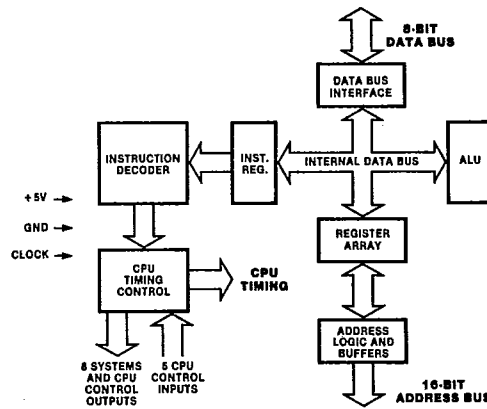 8-BIT
DATA BUS
DATA BUS
INTERFACE
INSTRUCTION
DECODER
INST.
REG.
INTERNAL DATA BUS
ALU
+5V
GND
CLOCK
REGISTER
ARRAY
CPU
TIMING
CONTROL
CPU
TIMING
ADDRESS
LOGIC AND
BUFFERS
8 SYSTEMS
AND CPU
CONTROL
OUTPUTS
5 CPU
CONTROL
INPUTS
16-BIT
ADDRESS BUS